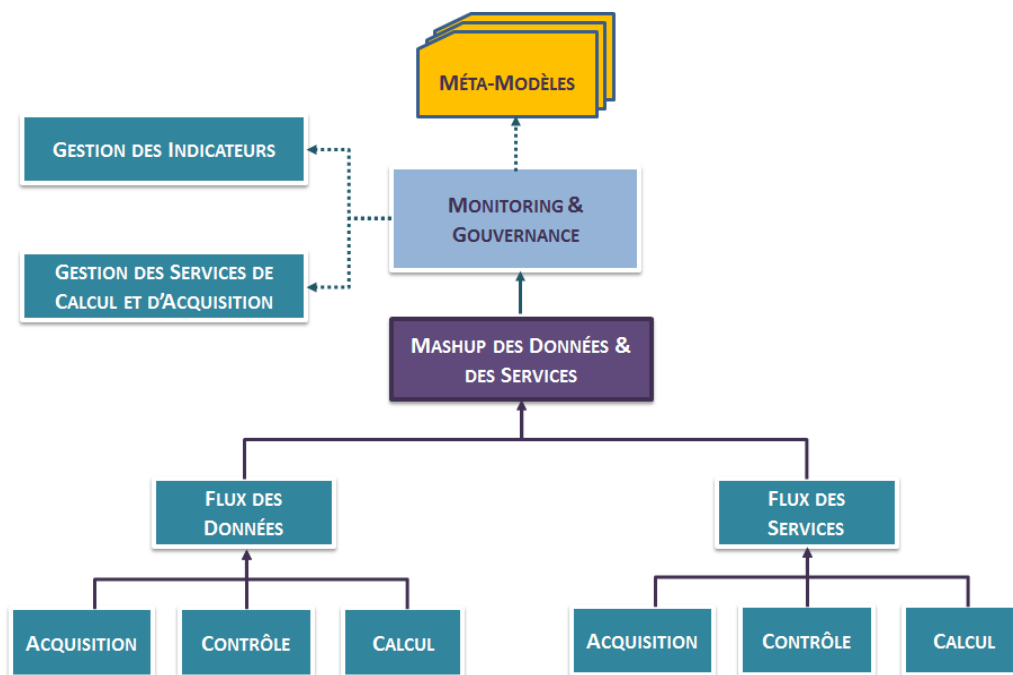 MÉTA-MODÈLES
GESTION DES INDICATEURS
MONITORING &
GOUVERNANCE
GESTION DES SERVICES DE
CALCUL ET D'ACQUISITION
MASHUP DES DONNÉES &
DES SERVICES
FLUX DES
DONNÉES
FLUX DES
SERVICES
ACQUISITION
CONTRÔLE
CALCUL
ACQUISITION
CONTRÔLE
CALCUL